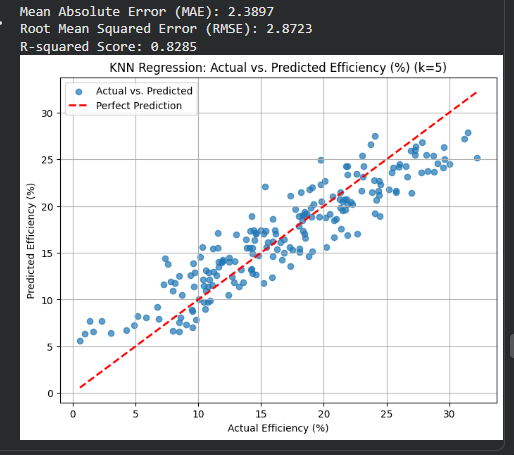 Mean Absolute Error (MAE): 2.3897
Root Mean Squared Error (RMSE): 2.8723
R-squared Score: 0.8285
KNN Regression: Actual vs. Predicted Efficiency (%) (k=5)
Actual vs. Predicted
Perfect Prediction
30
25
20
15
10
5
0
Predicted Efficiency (%)
0 5 10 15 20 25 30
Actual Efficiency (%)